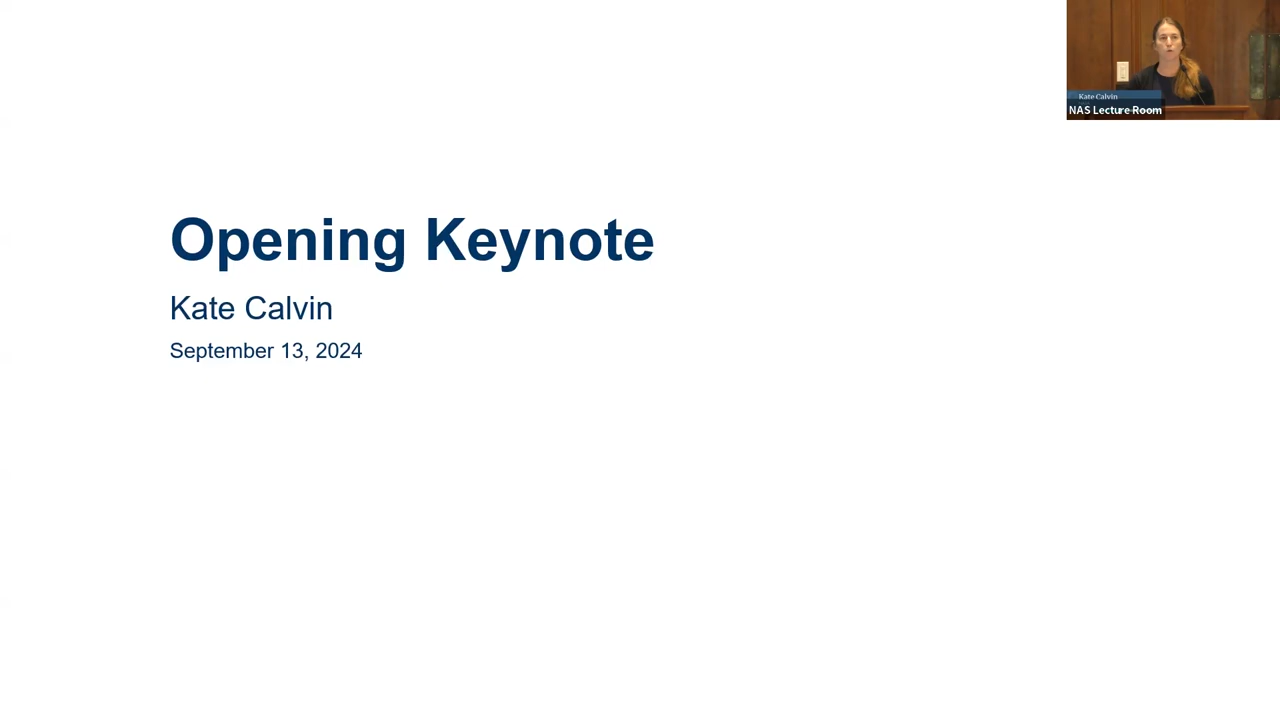 Opening Keynote
Kate Calvin
September 13, 2024
Kate Calvin
NAS Lecture Room